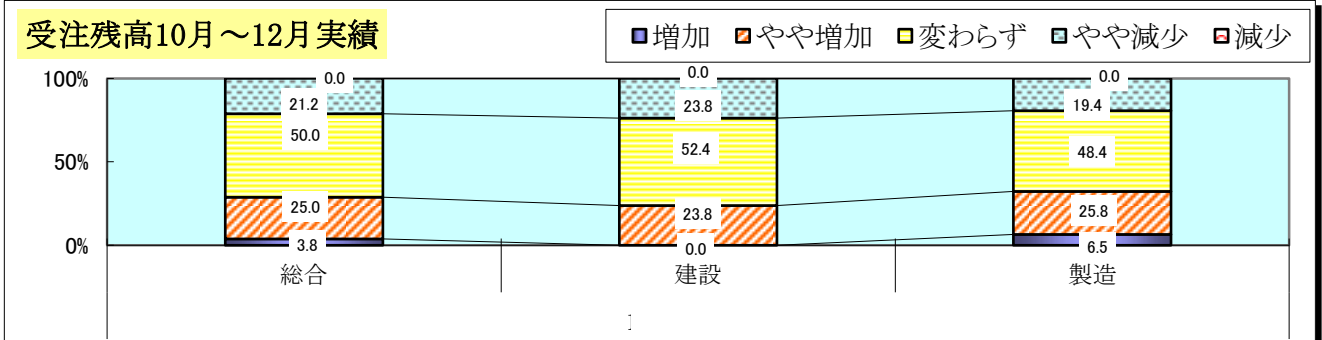 受注残高10月～12月実績
増加 やや増加 変わらず やや減少 減少
100% 0.0 0.0 0.0
21.2 23.8 19.4
50.0 52.4 48.4
50%
25.0 23.8 25.8
0% 3.8 0.0 6.5
総合 建設 製造